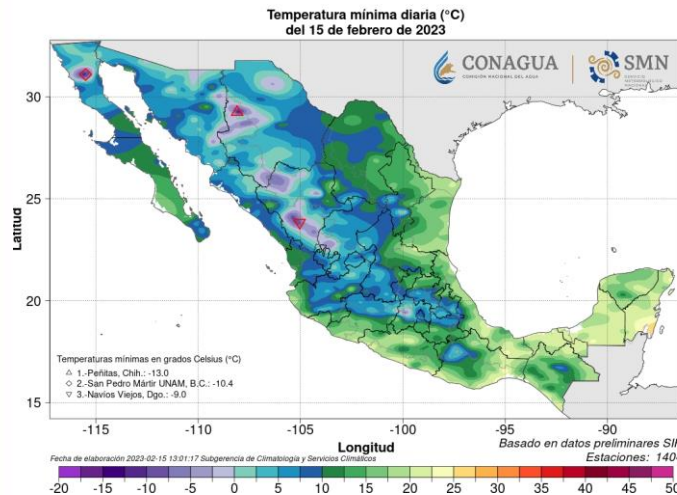 Temperatura mínima diaria (°C)
del 15 de febrero de 2023
CONAGUA
COMISIÓN NACIONAL DEL AGUA
SMN
Latitud
30
25
20
15
Temperaturas mínimas en grados Celsius (°C)
1.-Peñitas, Chih.: -13.0
2.-San Pedro Mártir UNAM, B.C.: -10.4
3.-Navíos Viejos, Dgo.: -9.0
-115 -110 -105 -100 -95 -90
Longitud
Basado en datos preliminares SI
Fecha de elaboración 2023-02-15 13:01:17 Subgerencia de Climatología y Servicios Climáticos
Estaciones: 140
-20 -15 -10 -5 0 5 10 15 20 25 30 35 40 45 50